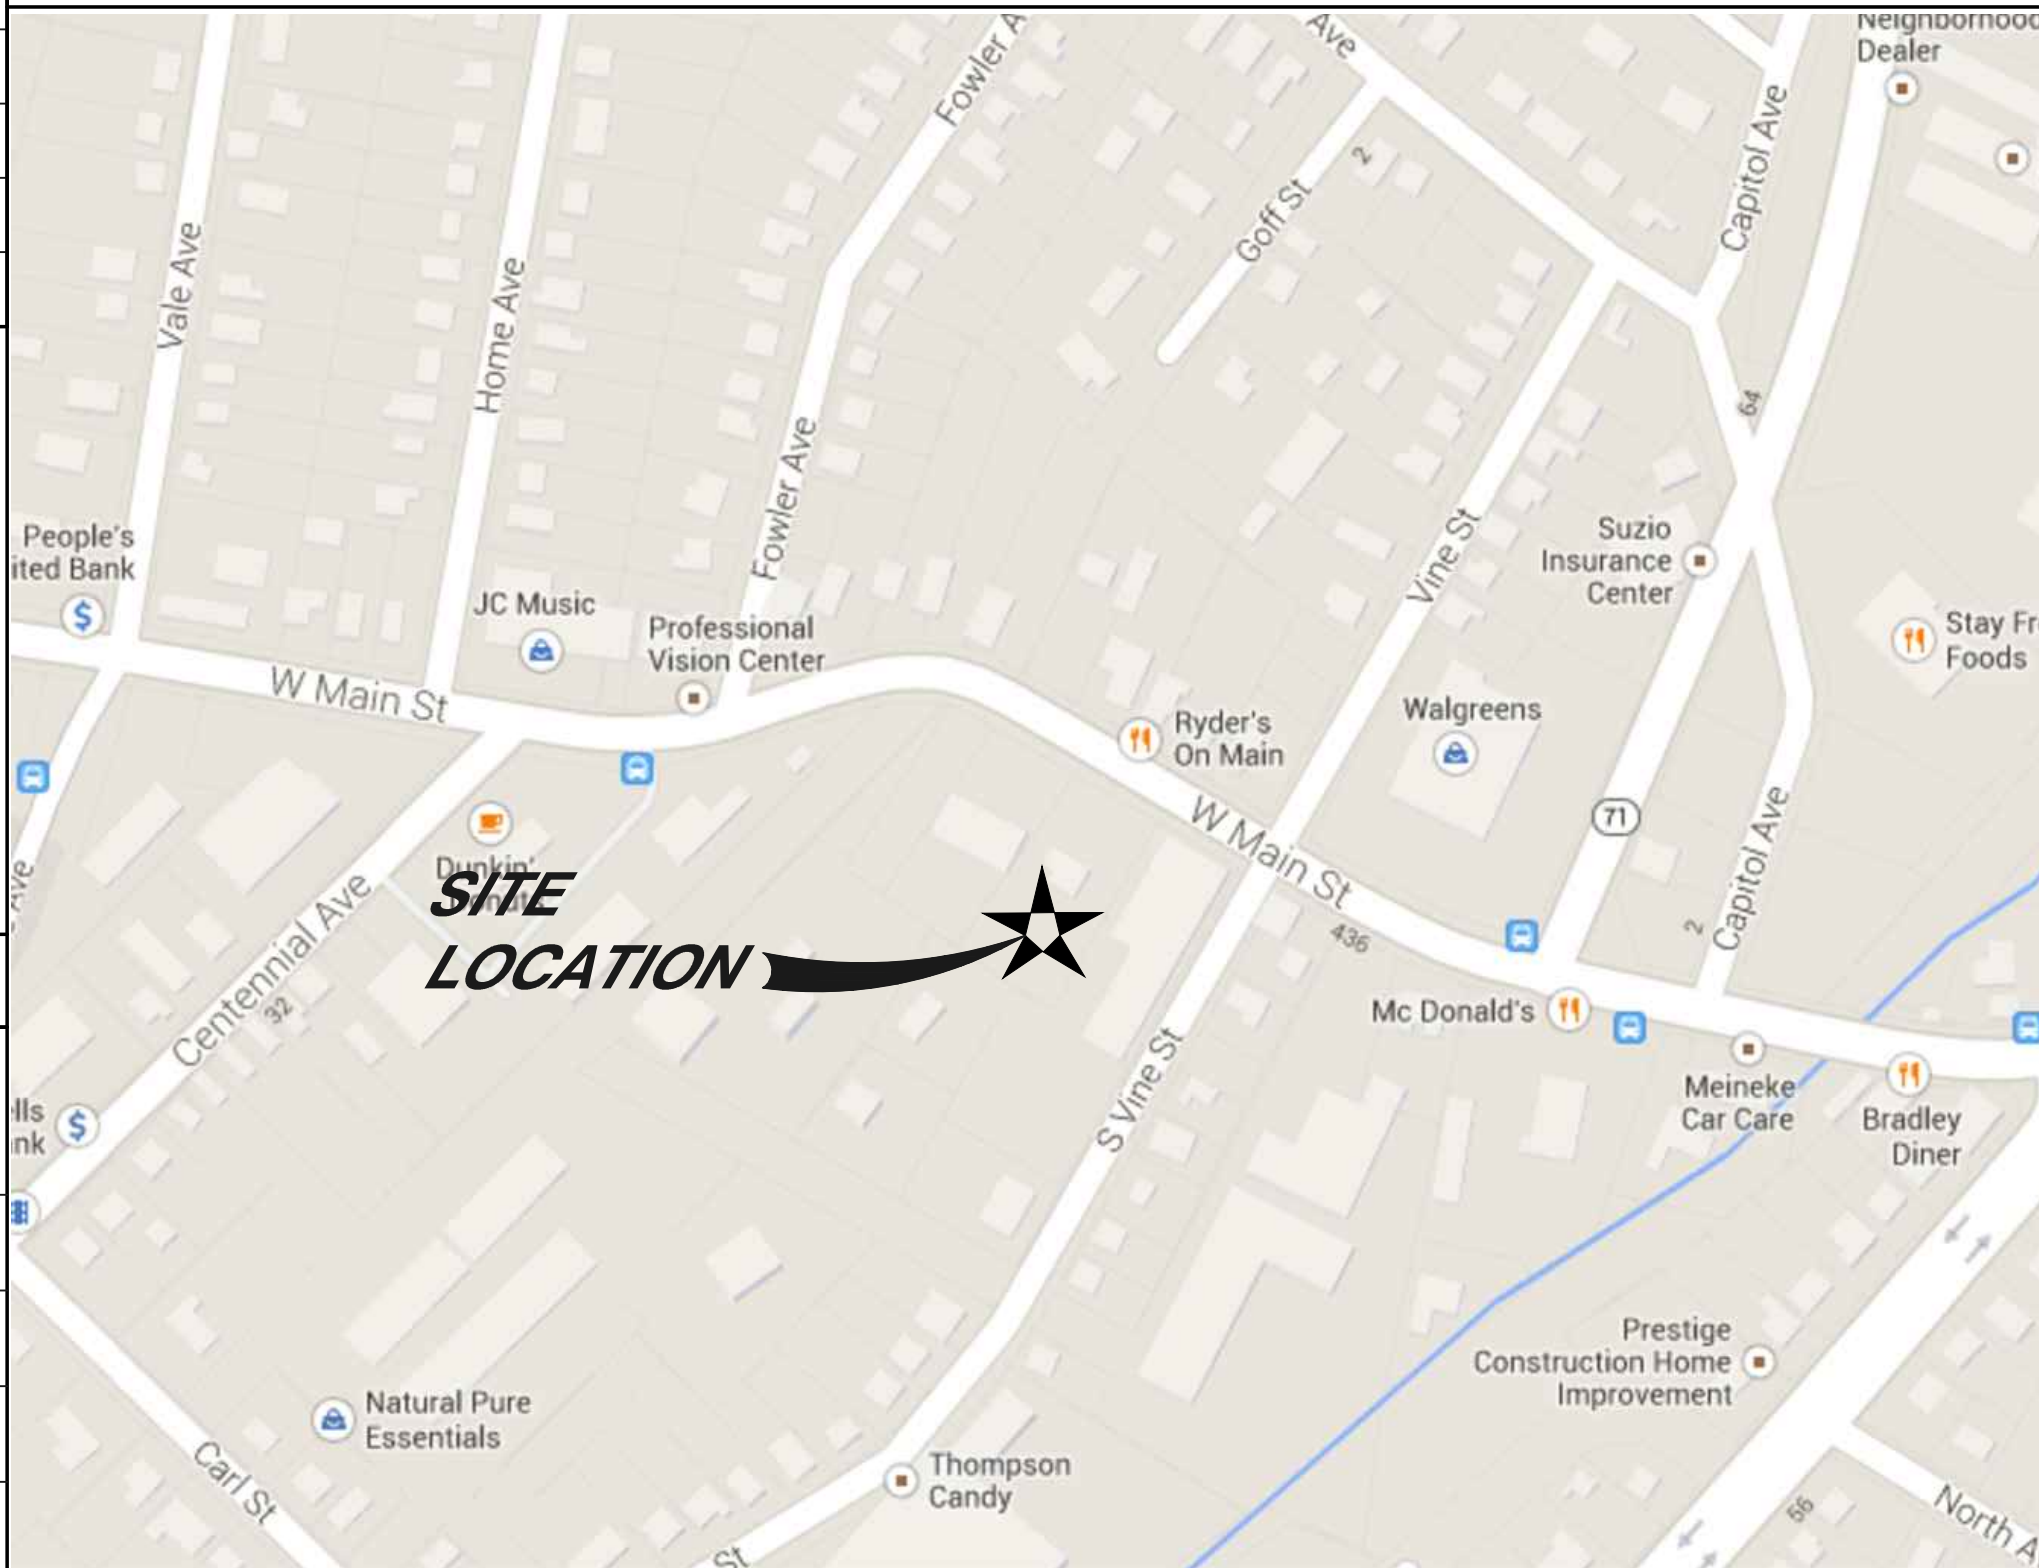 Ave
Fowler A
Neighborhood
Dealer
Capitol Ave
2
Goff St
Vale Ave
Home Ave
64
Fowler Ave
Vine St
People's
ited Bank
Suzio
Insurance
Center
JC Music
Professional
Vision Center
Stay Fr
Foods
W Main St
Ryder's
On Main
Walgreens
71
W Main St
Capitol Ave
Ave
Dunkin'
Donuts
SITE
LOCATION
436
2
Centennial Ave
32
Mc Donald's
Meineke
Car Care
Bradley
Diner
S Vine St
lls
nk
Prestige
Construction Home
Improvement
Natural Pure
Essentials
Carl St
Thompson
Candy
56
North A
St